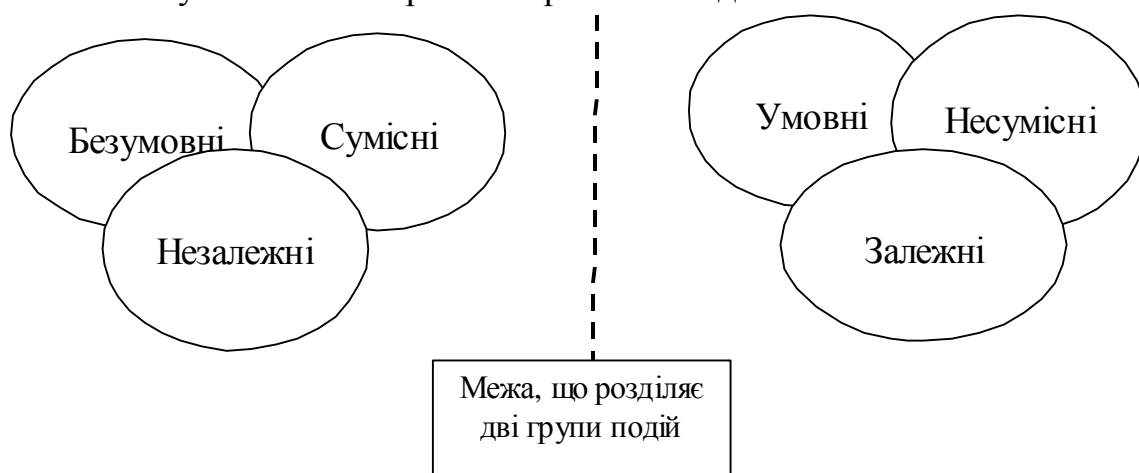 Безумовні
Сумісні
Незалежні
Умовні
Несумісні
Залежні
Межа, що розділяє
дві групи подій